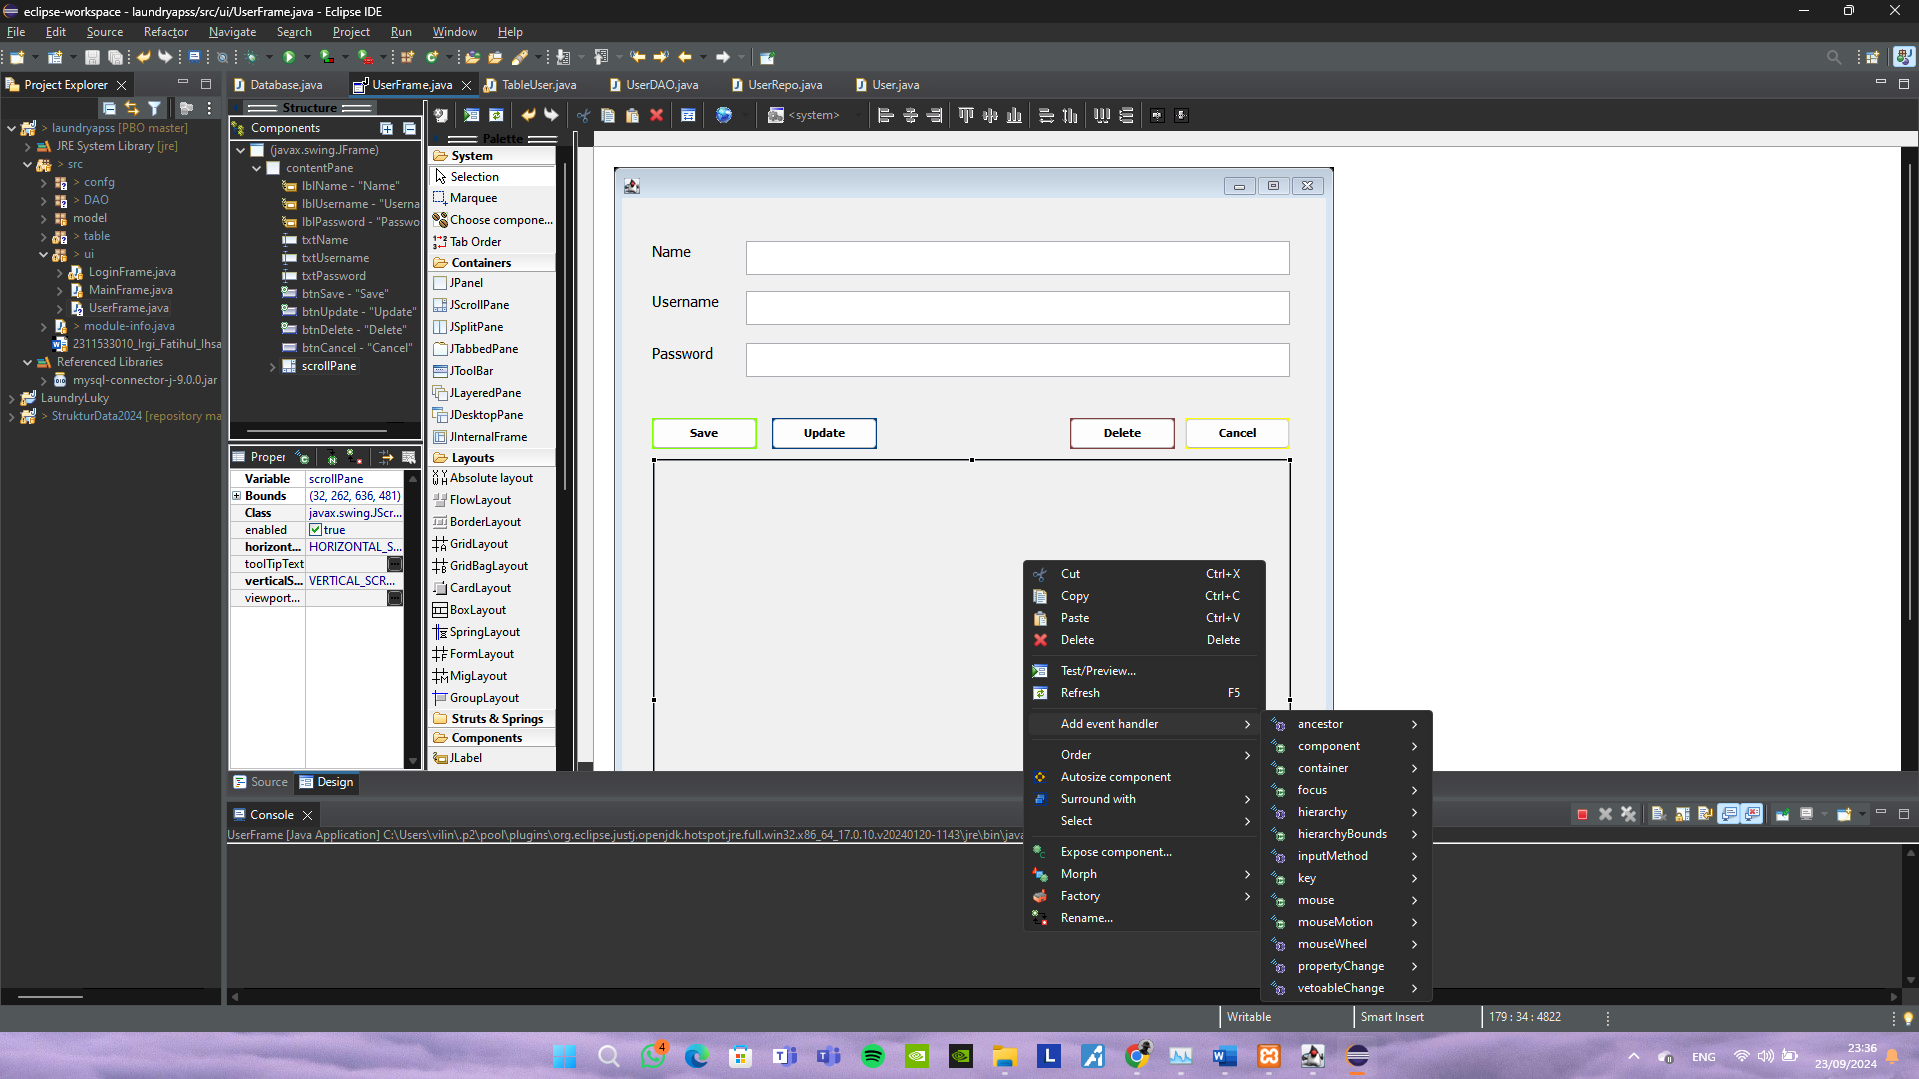 eclipse-workspace - laundryapss/src/ui/UserFrame.java - Eclipse IDE
File Edit Source Refactor Navigate Search Project Run Window Help
Project Explorer
Database.java
UserFrame.java
TableUser.java
UserDAO.java
UserRepo.java
User.java
> laundryapss [PBO master]
JRE System Library [jre]
> src
> confg
> DAO
model
> table
> ui
LoginFrame.java
MainFrame.java
UserFrame.java
> module-info.java
2311533010_Irgi_Fatihul_Ihsa
Referenced Libraries
mysql-connector-j-9.0.0.jar
LaundryLuky
> StrukturData2024 [repository ma
Structure
Components
(javax.swing.JFrame)
contentPane
lblName - "Name"
lblUsername - "Userna
lblPassword - "Passwo
txtName
txtUsername
txtPassword
btnSave - "Save"
btnUpdate - "Update"
btnDelete - "Delete"
btnCancel - "Cancel"
scrollPane
Proper
Variable scrollPane
Bounds (32, 262, 636, 481)
Class javax.swing.JScr...
enabled true
horizont... HORIZONTAL_S...
toolTipText
verticalS... VERTICAL_SCR...
viewport...
Source Design
<system>
Palette
System
Selection
Marquee
Choose compone...
Tab Order
Containers
JPanel
JScrollPane
JSplitPane
JTabbedPane
JToolBar
JLayeredPane
JDesktopPane
JInternalFrame
Layouts
Absolute layout
FlowLayout
BorderLayout
GridLayout
GridBagLayout
CardLayout
BoxLayout
SpringLayout
FormLayout
MigLayout
GroupLayout
Struts & Springs
Components
JLabel
Name
Username
Password
Save Update Delete Cancel
Cut Ctrl+X
Copy Ctrl+C
Paste Ctrl+V
Delete Delete
Test/Preview...
Refresh F5
Add event handler
Order
Autosize component
Surround with
Select
Expose component...
Morph
Factory
Rename...
ancestor
component
container
focus
hierarchy
hierarchyBounds
inputMethod
key
mouse
mouseMotion
mouseWheel
propertyChange
vetoableChange
Console
UserFrame [Java Application] C:\Users\vilin\.p2\pool\plugins\org.eclipse.justj.openjdk.hotspot.jre.full.win32.x86_64_17.0.10.v20240120-1143\jre\bin\java
Writable
Smart Insert
179 : 34 : 4822
4
ENG
23:36
23/09/2024